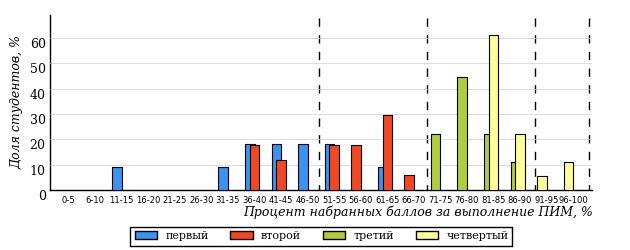 Доля студентов, %
60
50
40
30
20
10
0
0-5 6-10 11-15 16-20 21-25 26-30 31-35 36-40 41-45 46-50 51-55 56-60 61-65 66-70 71-75 76-80 81-85 86-90 91-95 96-100
Процент набранных баллов за выполнение ПИМ, %
первый второй третий четвертый